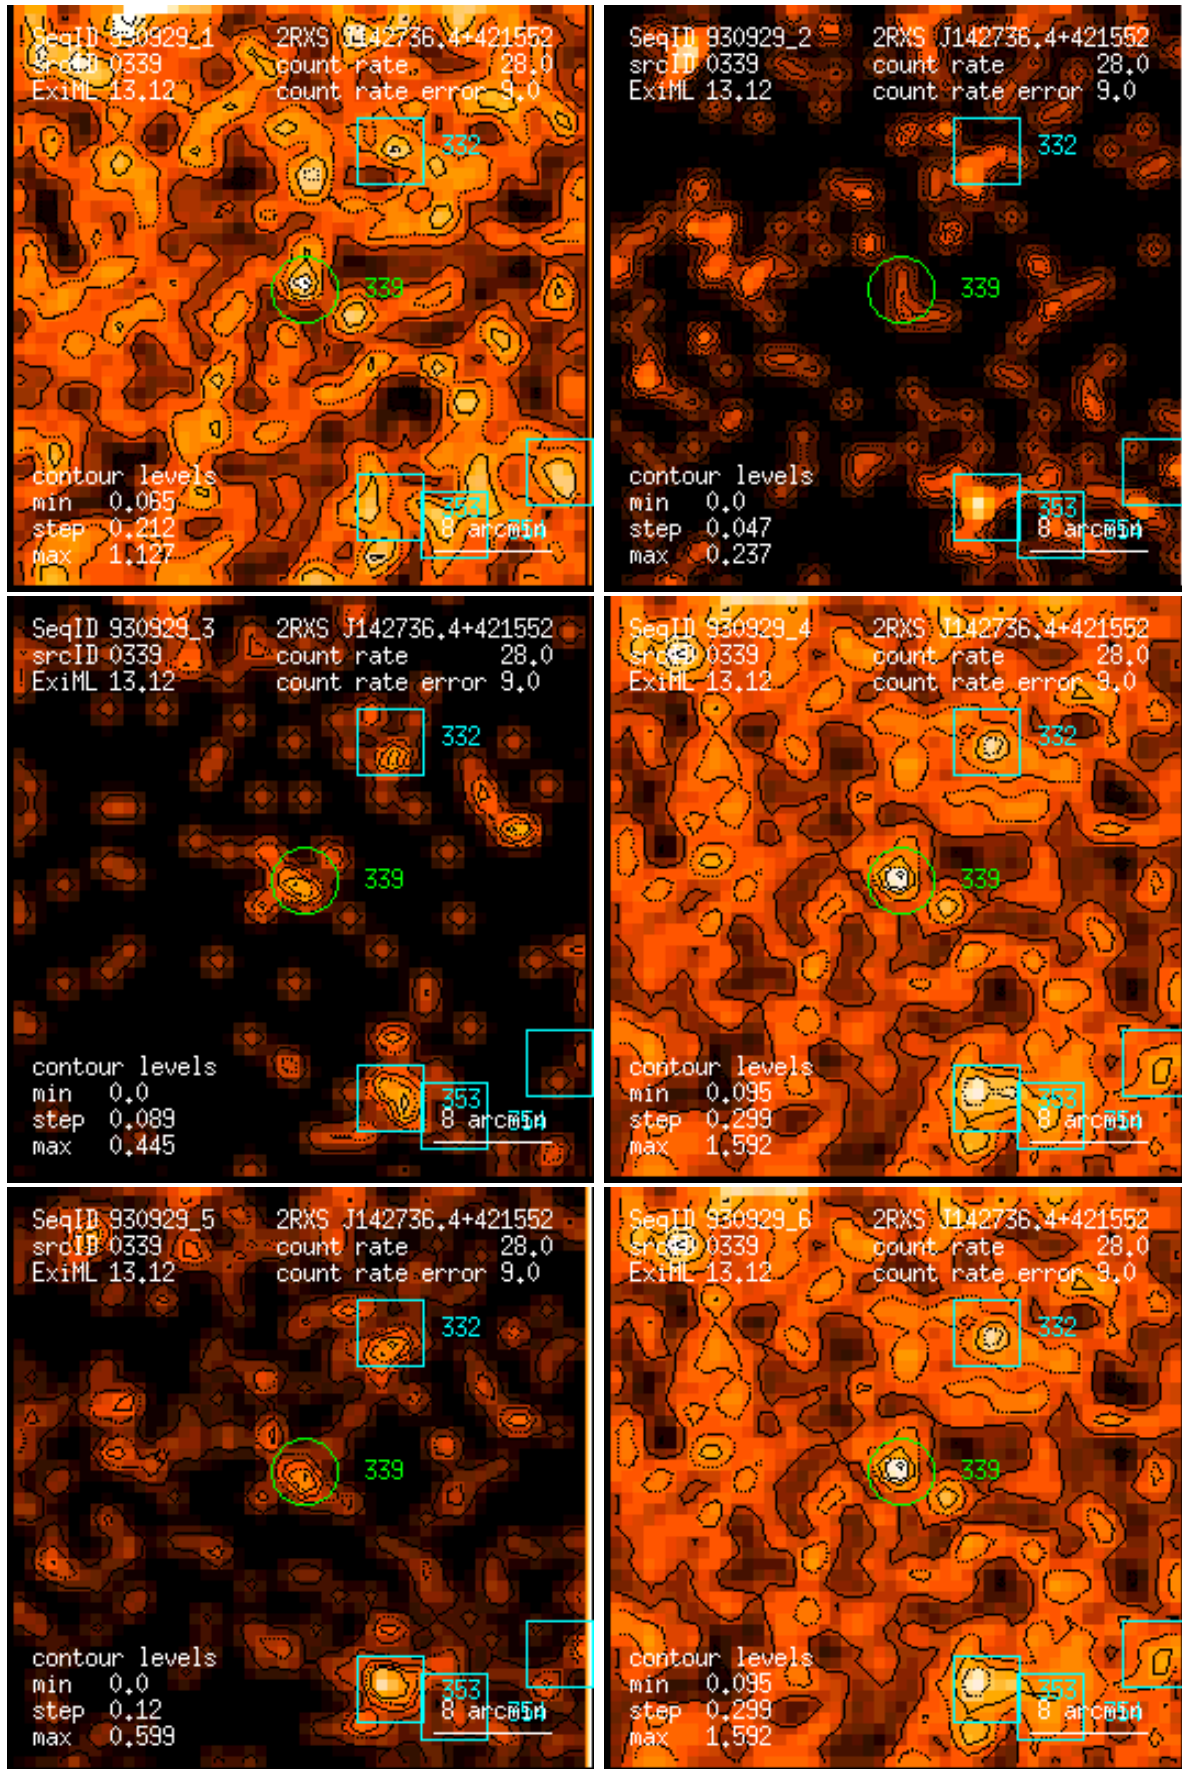 SeqID 930929_1 2RXS J142736.4+421552
srcID 0339 count rate 28.0
ExiML 13.12 count rate error 9.0
332
339
contour levels
min 0.065
353
step 0.212
8 arcmin
max 1.127
SeqID 930929_2 2RXS J142736.4+421552
srcID 0339 count rate 28.0
ExiML 13.12 count rate error 9.0
332
339
contour levels
min 0.0
353
step 0.047
8 arcmin
max 0.237
SeqID 930929_3 2RXS J142736.4+421552
srcID 0339 count rate 28.0
ExiML 13.12 count rate error 9.0
332
339
contour levels
min 0.0
353
step 0.089
8 arcmin
max 0.445
SeqID 930929_4 2RXS J142736.4+421552
srcID 0339 count rate 28.0
ExiML 13.12 count rate error 9.0
332
339
contour levels
min 0.095
353
step 0.299
8 arcmin
max 1.592
SeqID 930929_5 2RXS J142736.4+421552
srcID 0339 count rate 28.0
ExiML 13.12 count rate error 9.0
332
339
contour levels
min 0.0
353
step 0.12
8 arcmin
max 0.599
SeqID 930929_6 2RXS J142736.4+421552
srcID 0339 count rate 28.0
ExiML 13.12 count rate error 9.0
332
339
contour levels
min 0.095
353
step 0.299
8 arcmin
max 1.592